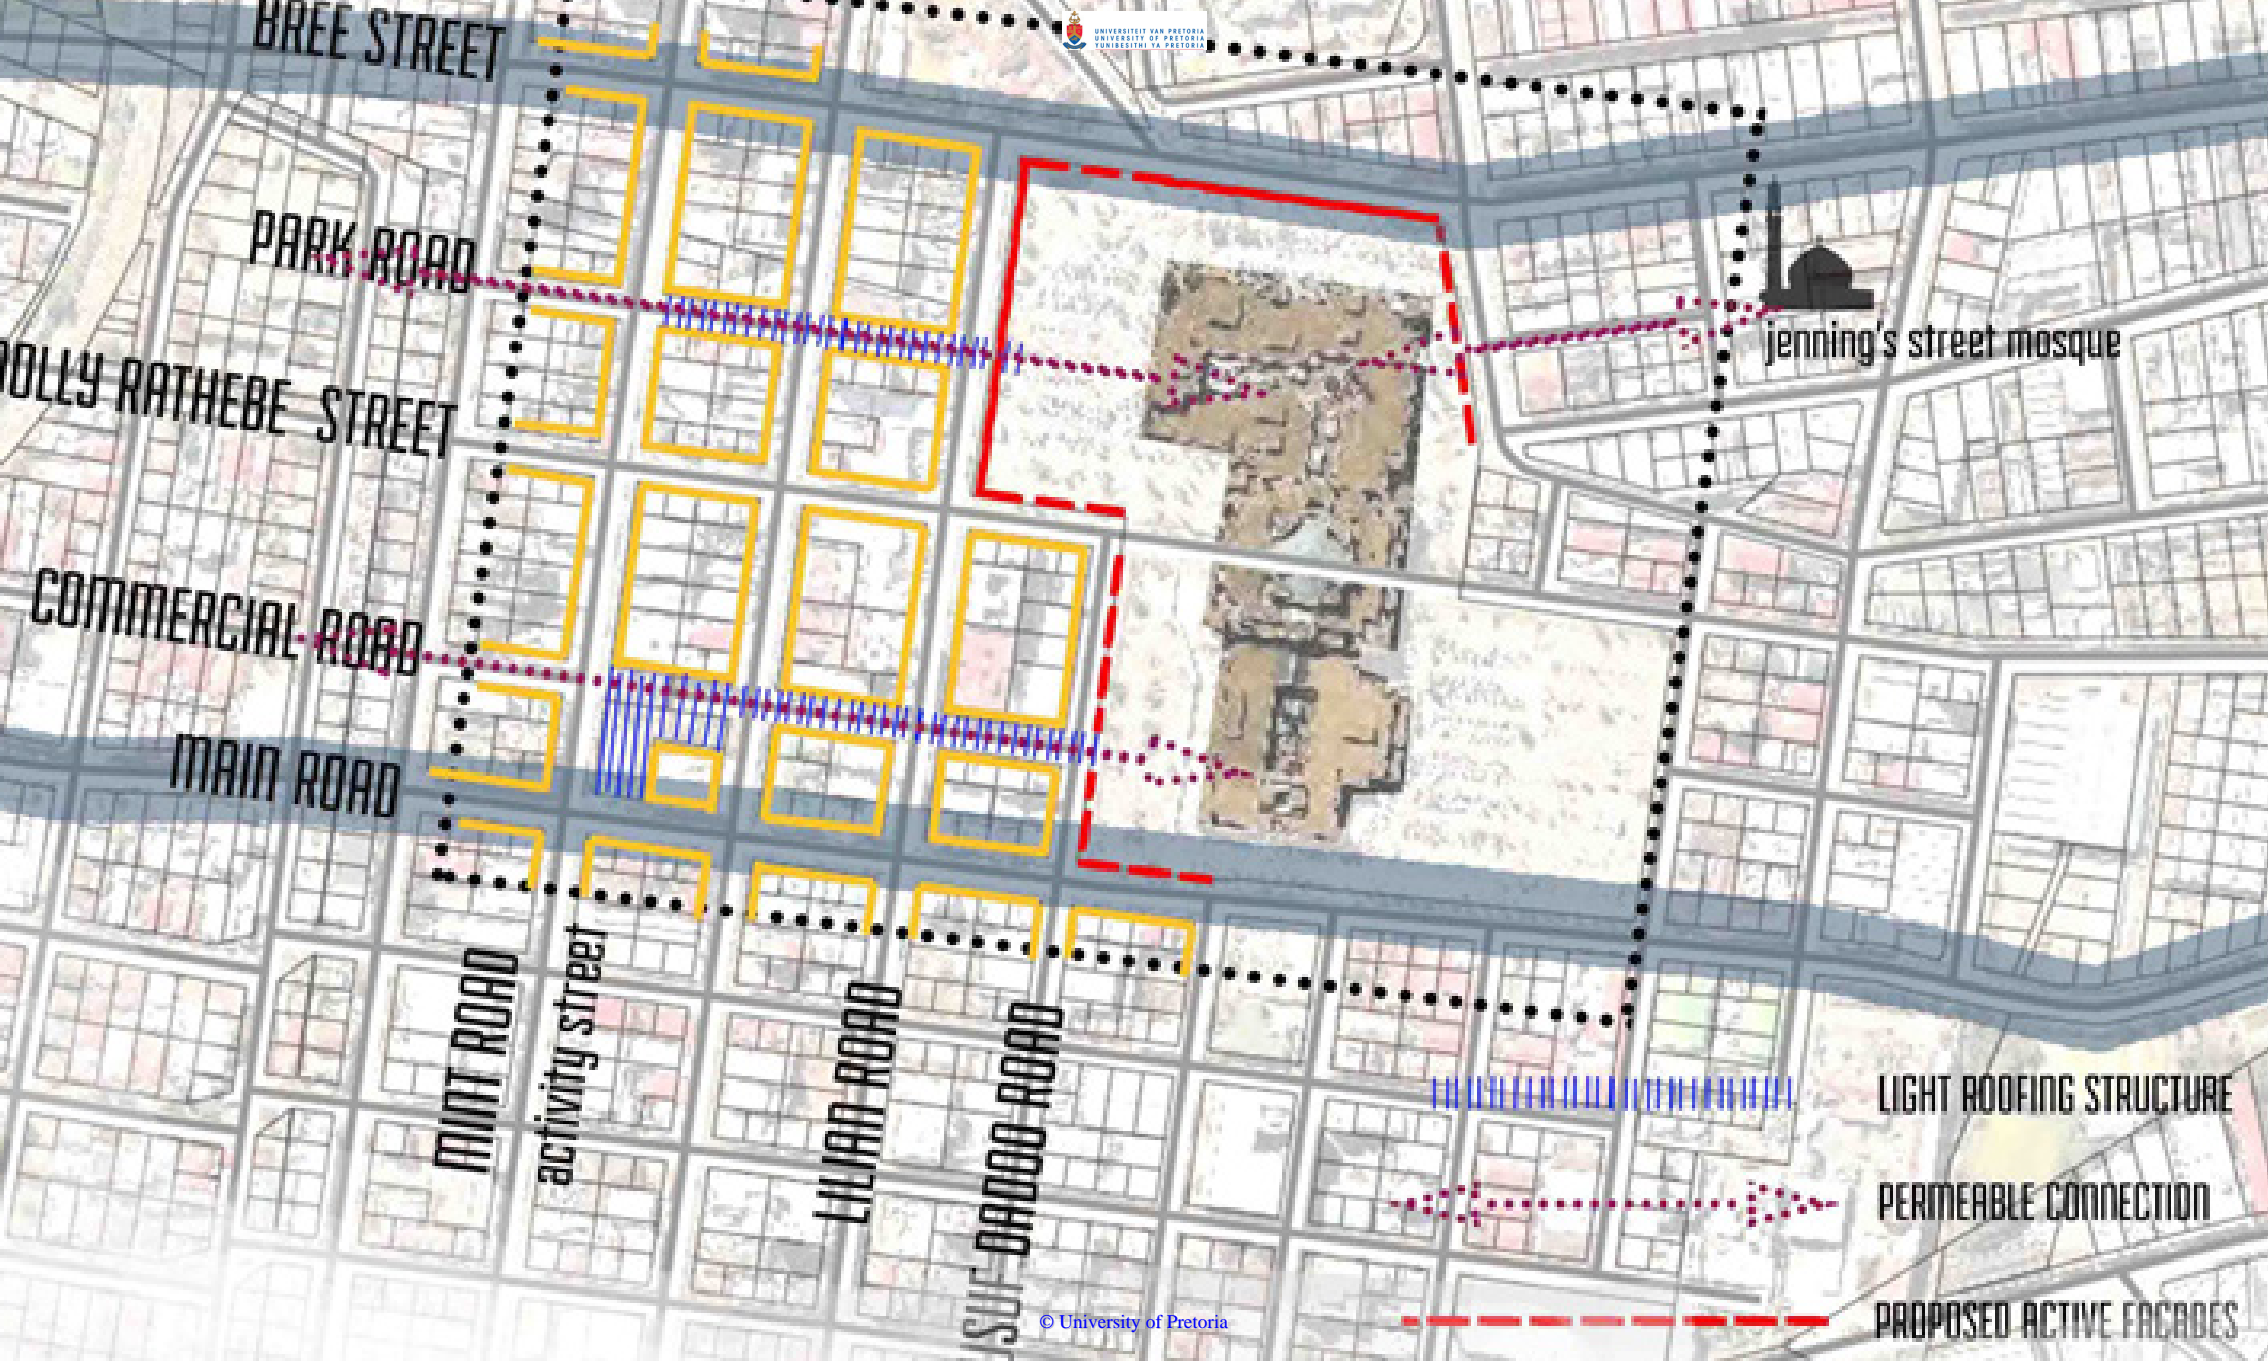 BREE STREET
UNIVERSITEIT VAN PRETORIA
UNIVERSITY OF PRETORIA
YUNIBESITHI YA PRETORIA
PARK ROAD
jenning's street mosque
OLLY RATHEBE STREET
COMMERCIAL ROAD
MAIN ROAD
MINT ROAD
activity street
LILIAN ROAD
USUF DADOO ROAD
LIGHT ROOFING STRUCTURE
PERMEABLE CONNECTION
PROPOSED ACTIVE FACADES
© University of Pretoria